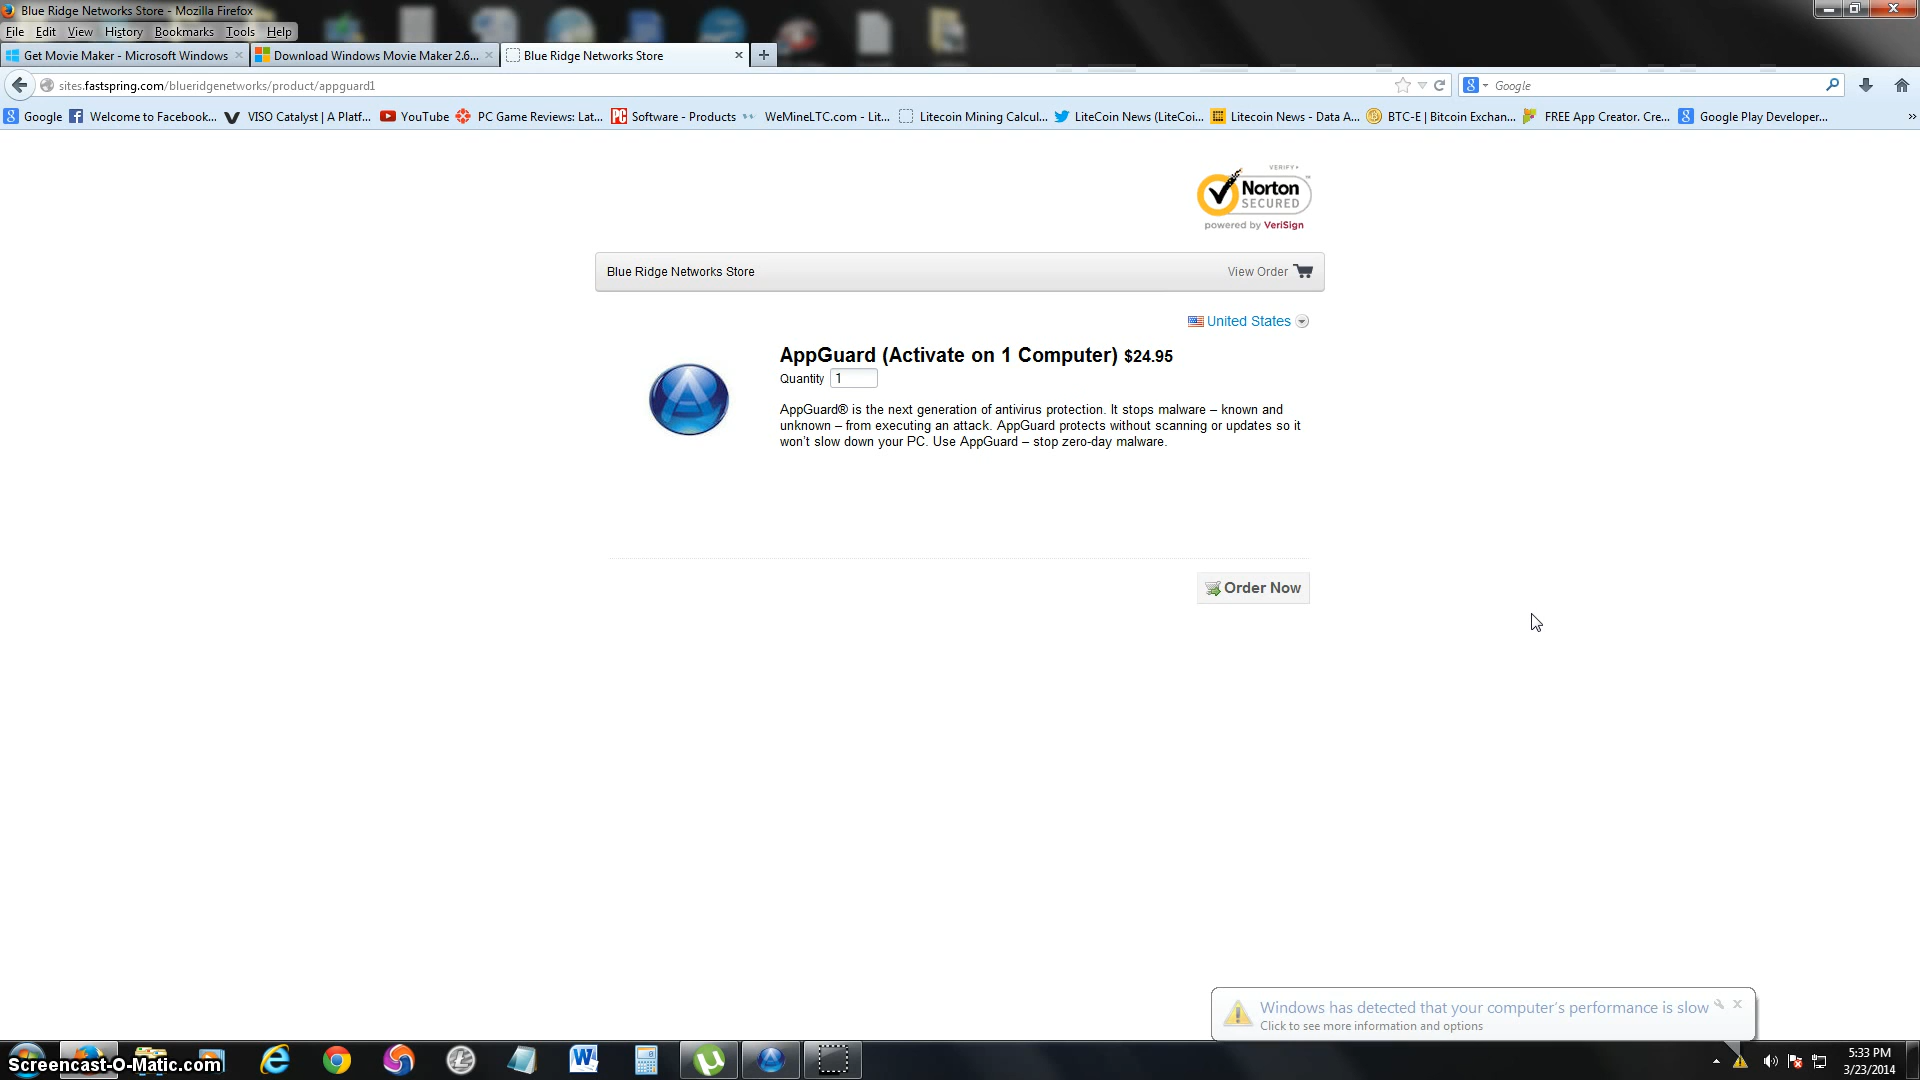 Blue Ridge Networks Store - Mozilla Firefox
File Edit View History Bookmarks Tools Help
Get Movie Maker - Microsoft Windows
Download Windows Movie Maker 2.6...
Blue Ridge Networks Store
sites.fastspring.com/blueridgenetworks/product/appguard1
Google
Google
Welcome to Facebook...
VISO Catalyst | A Platf...
YouTube
PC Game Reviews: Lat...
Software - Products
WeMineLTC.com - Lit...
Litecoin Mining Calcul...
LiteCoin News (LiteCoi...
Litecoin News - Data A...
BTC-E | Bitcoin Exchan...
FREE App Creator. Cre...
Google Play Developer...
VERIFY
Norton
SECURED
powered by VeriSign
Blue Ridge Networks Store
View Order
United States
AppGuard (Activate on 1 Computer) $24.95
Quantity 1
AppGuard® is the next generation of antivirus protection. It stops malware – known and
unknown – from executing an attack. AppGuard protects without scanning or updates so it
won't slow down your PC. Use AppGuard – stop zero-day malware.
Order Now
Windows has detected that your computer's performance is slow
Click to see more information and options
Screencast-O-Matic.com
5:33 PM
3/23/2014